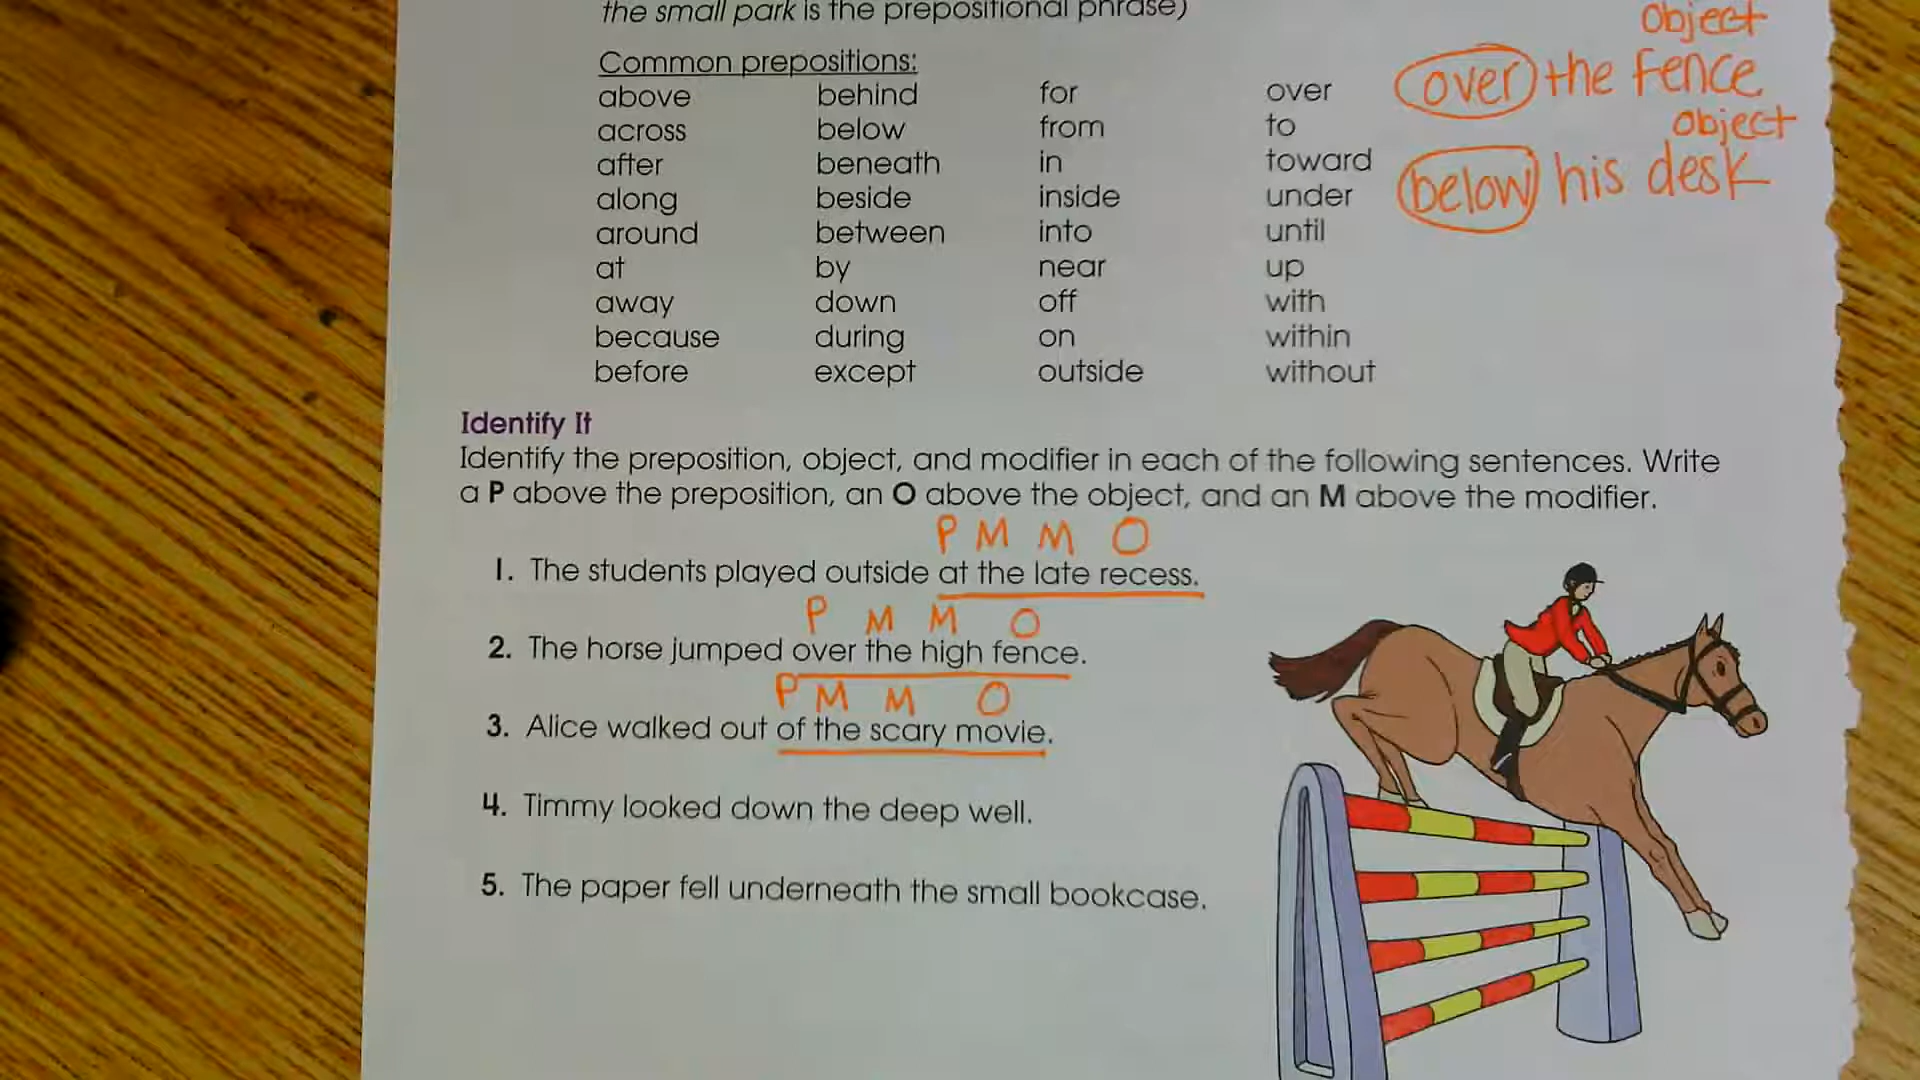 the small park is the prepositional phrase)
Common prepositions:
above behind for over
across below from to
after beneath in toward
along beside inside under
around between into until
at by near up
away down off with
because during on within
before except outside without
object
over the fence
object
below his desk
Identify It
Identify the preposition, object, and modifier in each of the following sentences. Write
a P above the preposition, an O above the object, and an M above the modifier.
P M M O
1. The students played outside at the late recess.
P M M O
2. The horse jumped over the high fence.
P M M O
3. Alice walked out of the scary movie.
4. Timmy looked down the deep well.
5. The paper fell underneath the small bookcase.